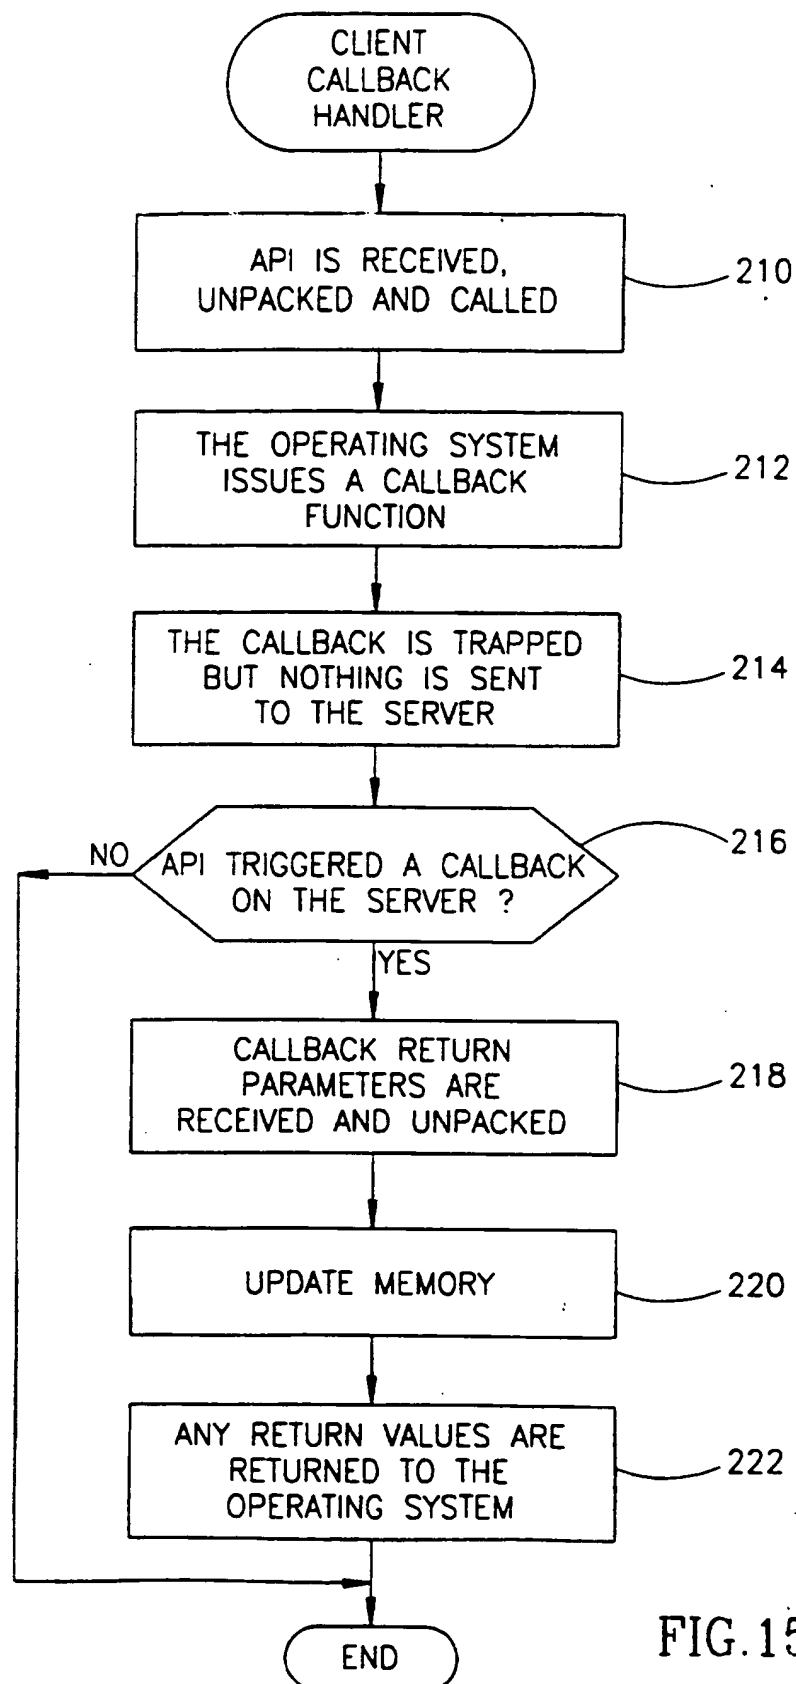 CLIENT
CALLBACK
HANDLER
API IS RECEIVED,
UNPACKED AND CALLED
210
THE OPERATING SYSTEM
ISSUES A CALLBACK
FUNCTION
212
THE CALLBACK IS TRAPPED
BUT NOTHING IS SENT
TO THE SERVER
214
NO
API TRIGGERED A CALLBACK
ON THE SERVER ?
216
YES
CALLBACK RETURN
PARAMETERS ARE
RECEIVED AND UNPACKED
218
UPDATE MEMORY
220
ANY RETURN VALUES ARE
RETURNED TO THE
OPERATING SYSTEM
222
END
FIG.15